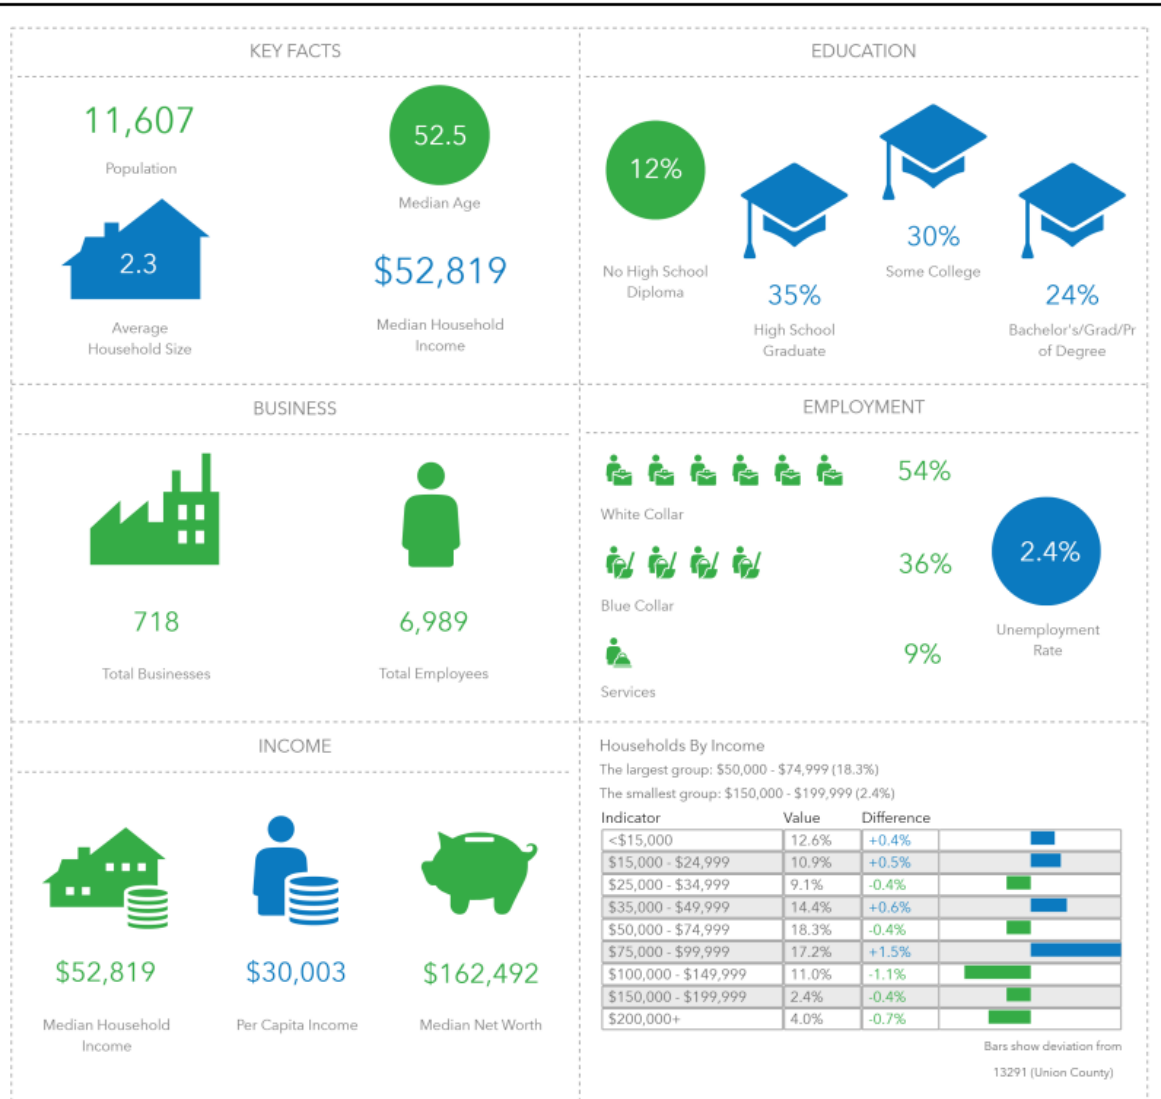 KEY FACTS
11,607
Population
52.5
Median Age
2.3
Average
Household Size
$52,819
Median Household
Income
EDUCATION
12%
No High School
Diploma
35%
High School
Graduate
30%
Some College
24%
Bachelor's/Grad/Pr
of Degree
BUSINESS
718
Total Businesses
6,989
Total Employees
EMPLOYMENT
54%
White Collar
36%
Blue Collar
9%
Services
2.4%
Unemployment
Rate
INCOME
$52,819
Median Household
Income
$30,003
Per Capita Income
$162,492
Median Net Worth
Households By Income
The largest group: $50,000 - $74,999 (18.3%)
The smallest group: $150,000 - $199,999 (2.4%)
Indicator Value Difference
<$15,000 12.6% +0.4%
$15,000 - $24,999 10.9% +0.5%
$25,000 - $34,999 9.1% -0.4%
$35,000 - $49,999 14.4% +0.6%
$50,000 - $74,999 18.3% -0.4%
$75,000 - $99,999 17.2% +1.5%
$100,000 - $149,999 11.0% -1.1%
$150,000 - $199,999 2.4% -0.4%
$200,000+ 4.0% -0.7%
Bars show deviation from
13291 (Union County)